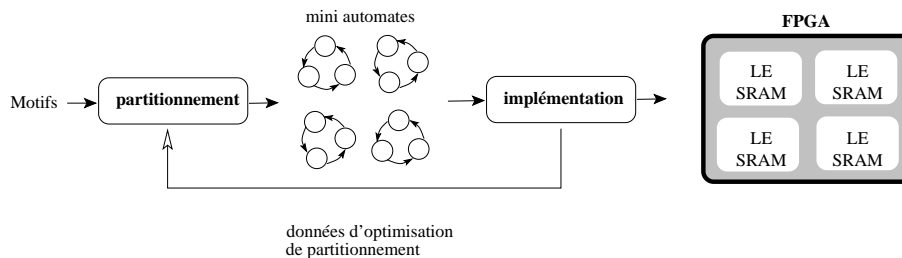 mini automates
FPGA
Motifs
partitionnement
implémentation
LE
SRAM
LE
SRAM
LE
SRAM
LE
SRAM
données d’optimisation
de partitionnement